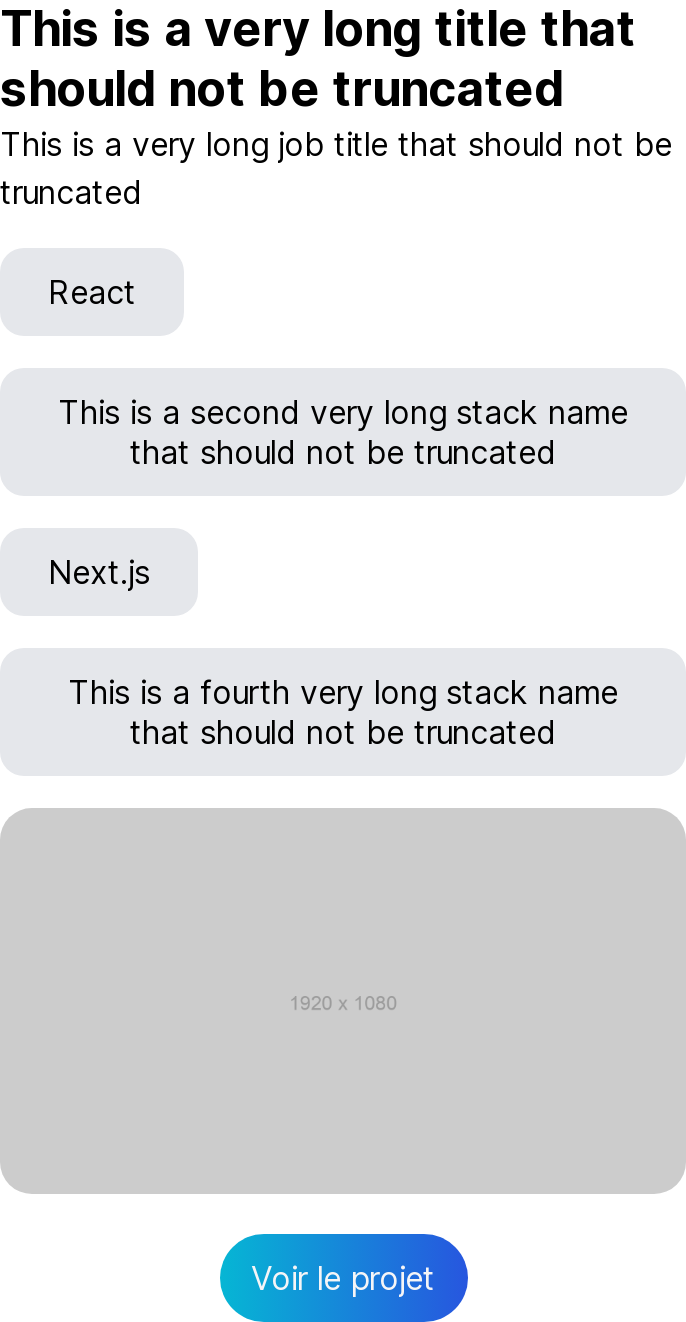 This is a very long title that
should not be truncated
This is a very long job title that should not be
truncated
React
This is a second very long stack name
that should not be truncated
Next.js
This is a fourth very long stack name
that should not be truncated
1920 x 1080
Voir le projet